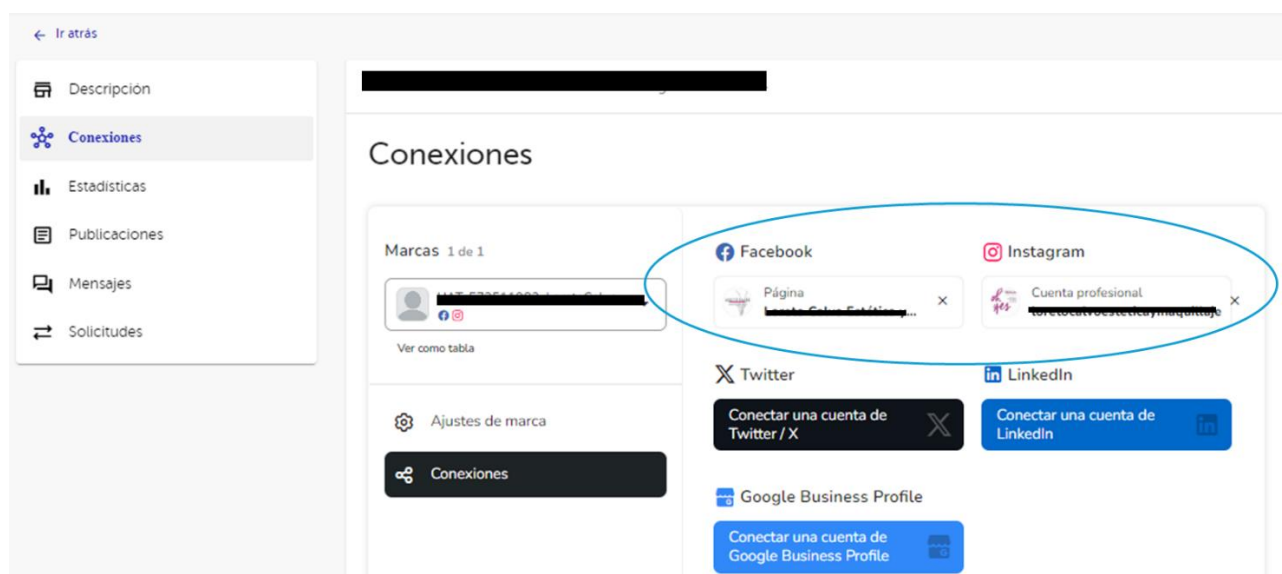 Ir atrás
Descripción
Conexiones
Estadísticas
Publicaciones
Mensajes
Solicitudes
Conexiones
Marcas 1 de 1
Ver como tabla
Ajustes de marca
Conexiones
Facebook
Página
Instagram
Cuenta profesional
Twitter
Conectar una cuenta de
Twitter / X
LinkedIn
Conectar una cuenta de
LinkedIn
Google Business Profile
Conectar una cuenta de
Google Business Profile